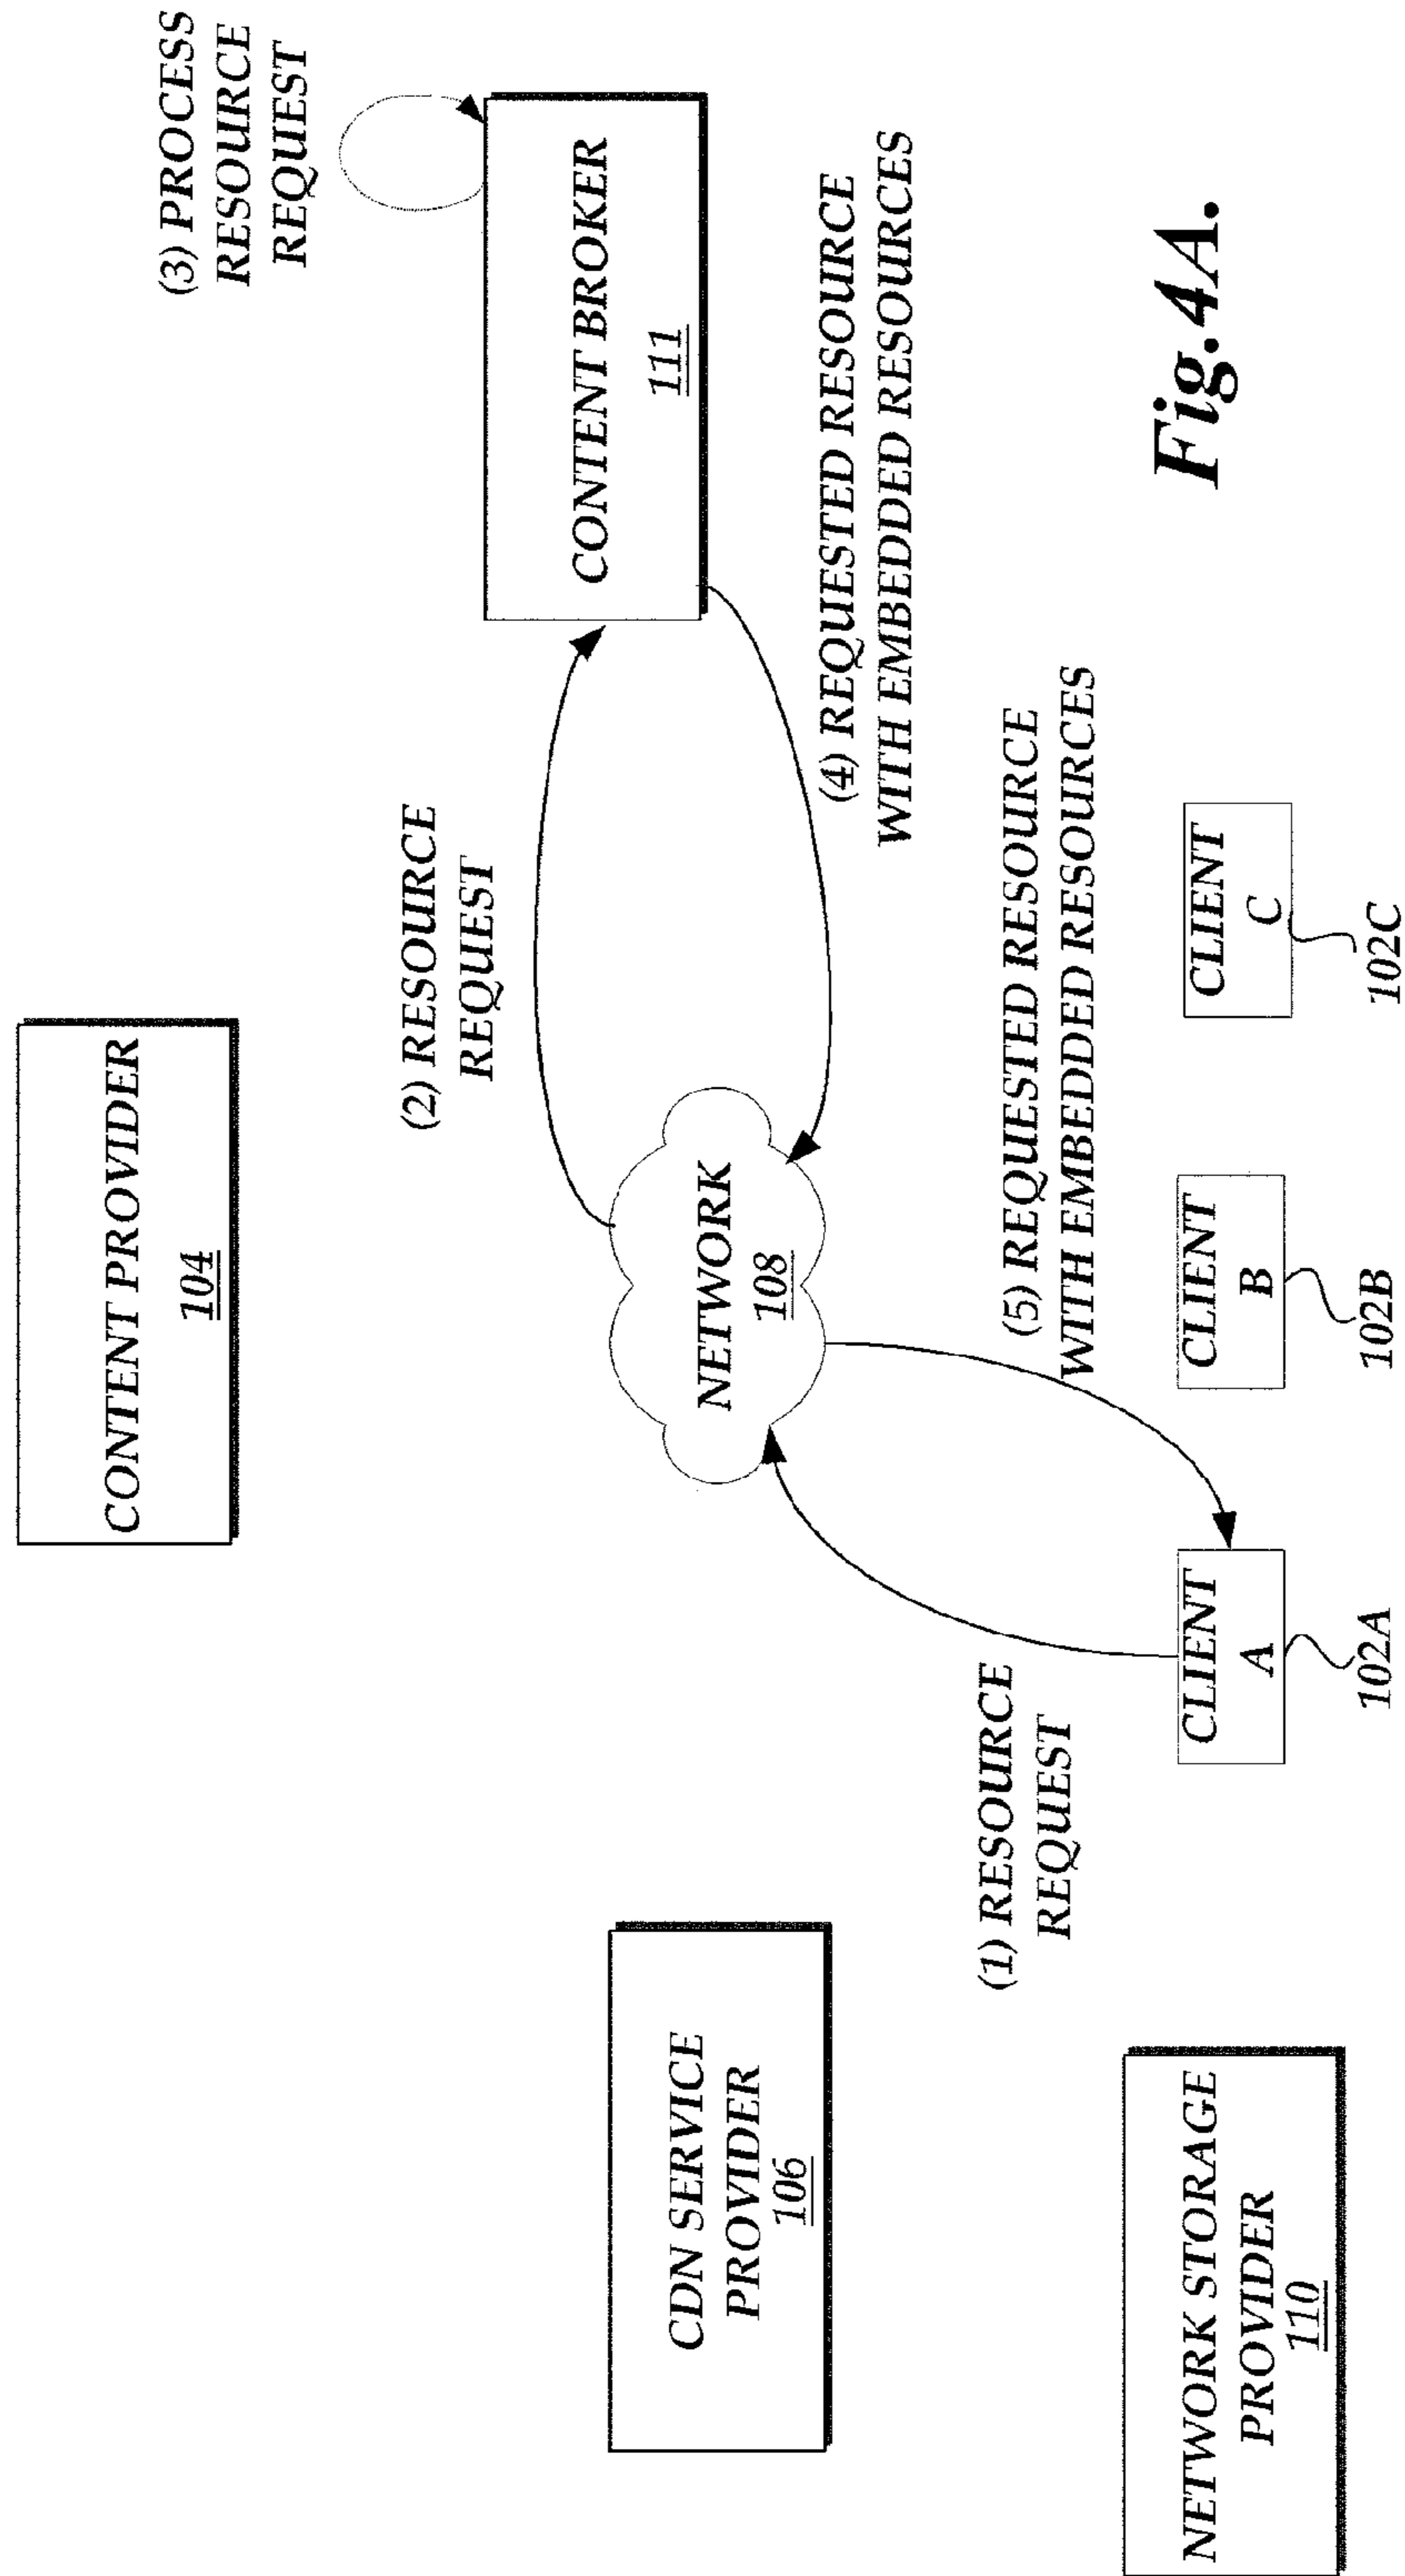 CONTENT PROVIDER
104
(3) PROCESS
RESOURCE
REQUEST
(2) RESOURCE
REQUEST
CONTENT BROKER
111
CDN SERVICE
PROVIDER
106
NETWORK
108
(4) REQUESTED RESOURCE
WITH EMBEDDED RESOURCES
(1) RESOURCE
REQUEST
(5) REQUESTED RESOURCE
WITH EMBEDDED RESOURCES
NETWORK STORAGE
PROVIDER
110
CLIENT
A
102A
CLIENT
B
102B
CLIENT
C
102C
Fig.4A.